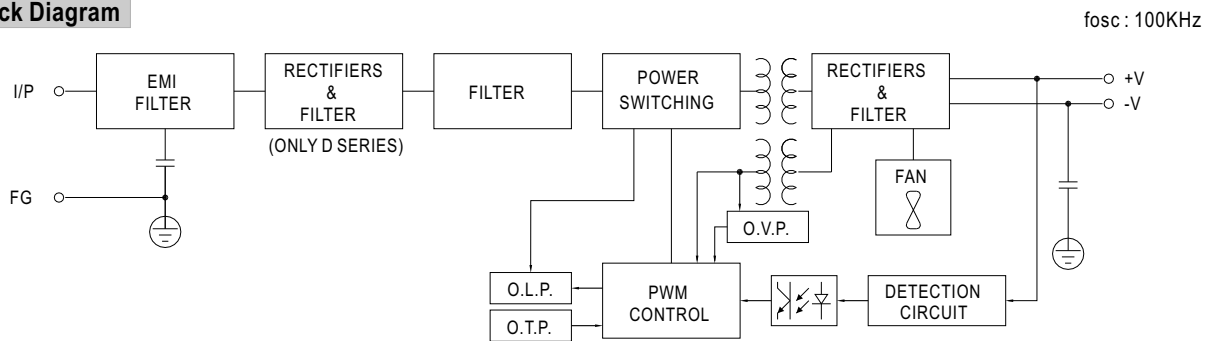 ck Diagram
fosc : 100KHz
I/P
EMI
FILTER
RECTIFIERS
&
FILTER
(ONLY D SERIES)
FILTER
POWER
SWITCHING
RECTIFIERS
&
FILTER
+V
-V
FG
FAN
O.V.P.
O.L.P.
O.T.P.
PWM
CONTROL
DETECTION
CIRCUIT